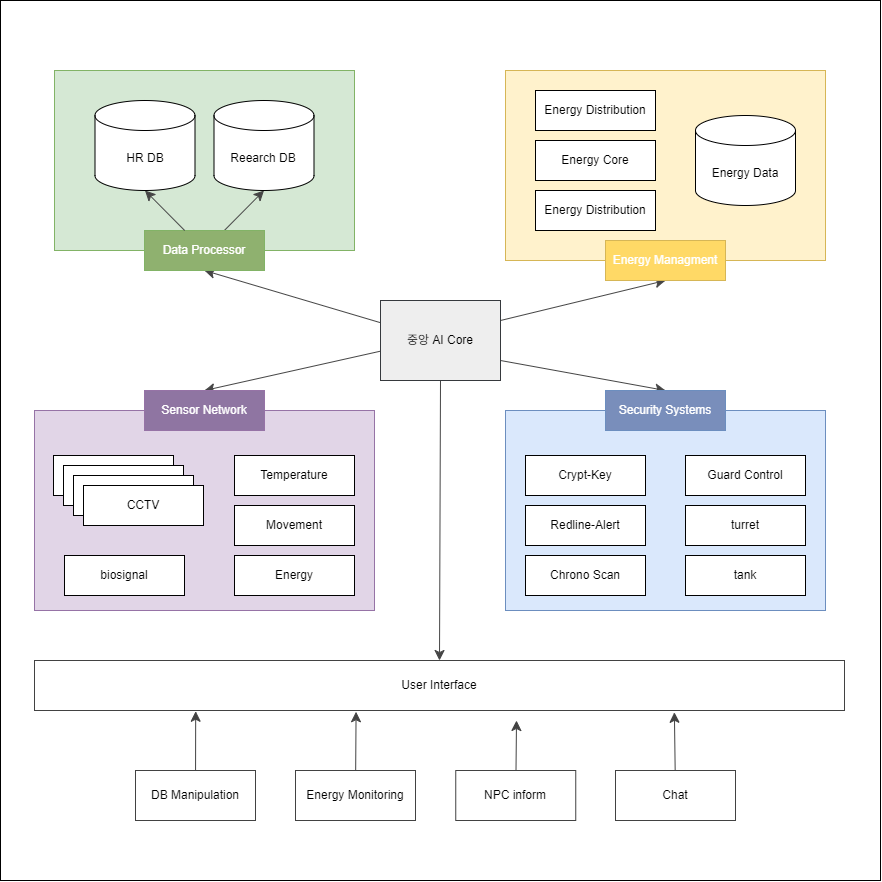 HR DB
Reearch DB
Data Processor
Energy Distribution
Energy Core
Energy Distribution
Energy Data
Energy Managment
중앙 AI Core
Sensor Network
CCTV
biosignal
Temperature
Movement
Energy
Security Systems
Crypt-Key
Redline-Alert
Chrono Scan
Guard Control
turret
tank
User Interface
DB Manipulation
Energy Monitoring
NPC inform
Chat